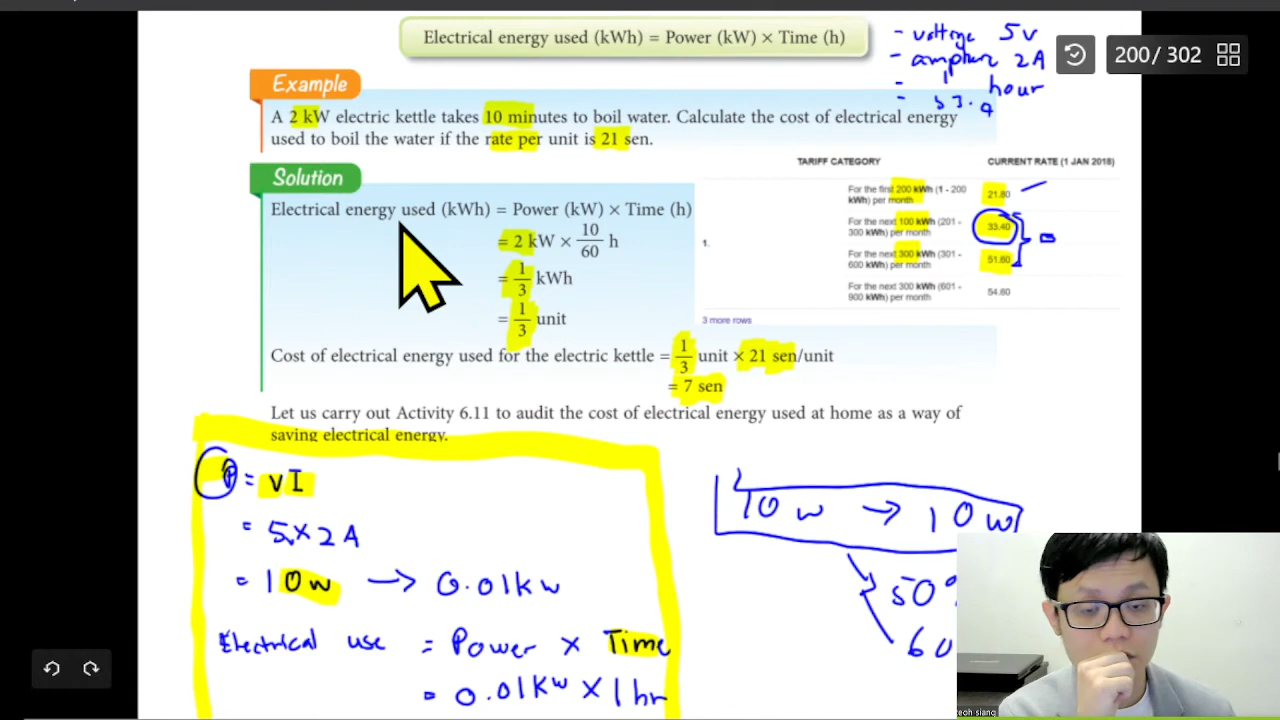 Electrical energy used (kWh) = Power (kW) × Time (h)
- voltage 5V
- ampere 2A
- 1 hour
- 33.4
200 / 302
Example
A 2 kW electric kettle takes 10 minutes to boil water. Calculate the cost of electrical energy
used to boil the water if the rate per unit is 21 sen.
Solution
Electrical energy used (kWh) = Power (kW) × Time (h)
= 2 kW × 10/60 h
= 1/3 kWh
= 1/3 unit
TARIFF CATEGORY CURRENT RATE (1 JAN 2018)
1.
For the first 200 kWh (1 - 200
kWh) per month
21.80
For the next 100 kWh (201 -
300 kWh) per month
33.40
For the next 300 kWh (301 -
600 kWh) per month
51.60
For the next 300 kWh (601 -
900 kWh) per month
54.60
3 more rows
Cost of electrical energy used for the electric kettle = 1/3 unit × 21 sen/unit
= 7 sen
Let us carry out Activity 6.11 to audit the cost of electrical energy used at home as a way of
saving electrical energy.
P = VI
= 5 × 2A
= 10w → 0.01kw
Electrical use = Power × Time
= 0.01kw × 1hr
10 w → 10w
50%
60
teoh siang